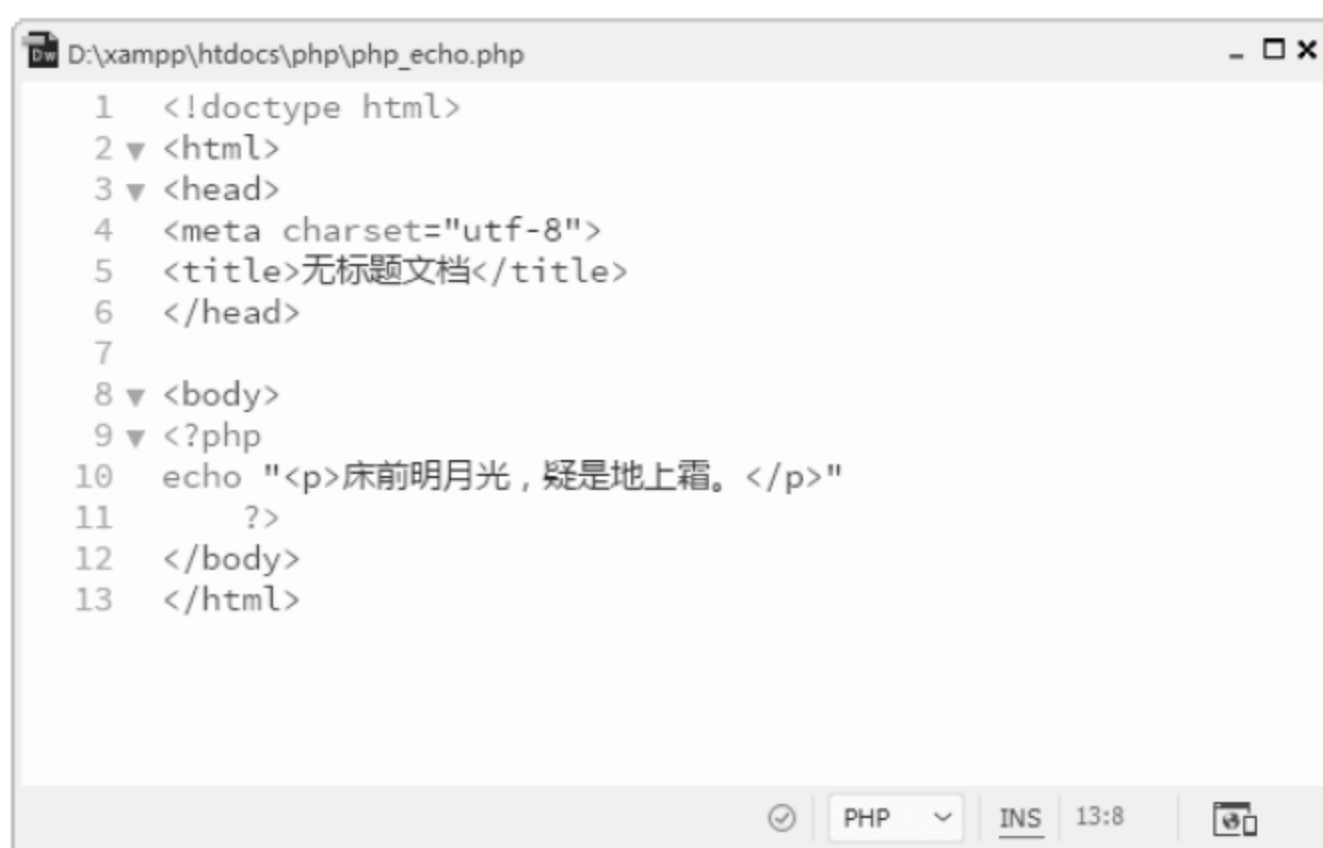 Dw D:\xampp\htdocs\php\php_echo.php
1 <!doctype html>
2 <html>
3 <head>
4 <meta charset="utf-8">
5 <title>无标题文档</title>
6 </head>
7
8 <body>
9 <?php
10 echo "<p>床前明月光，疑是地上霜。</p>"
11 ?>
12 </body>
13 </html>
PHP INS 13:8